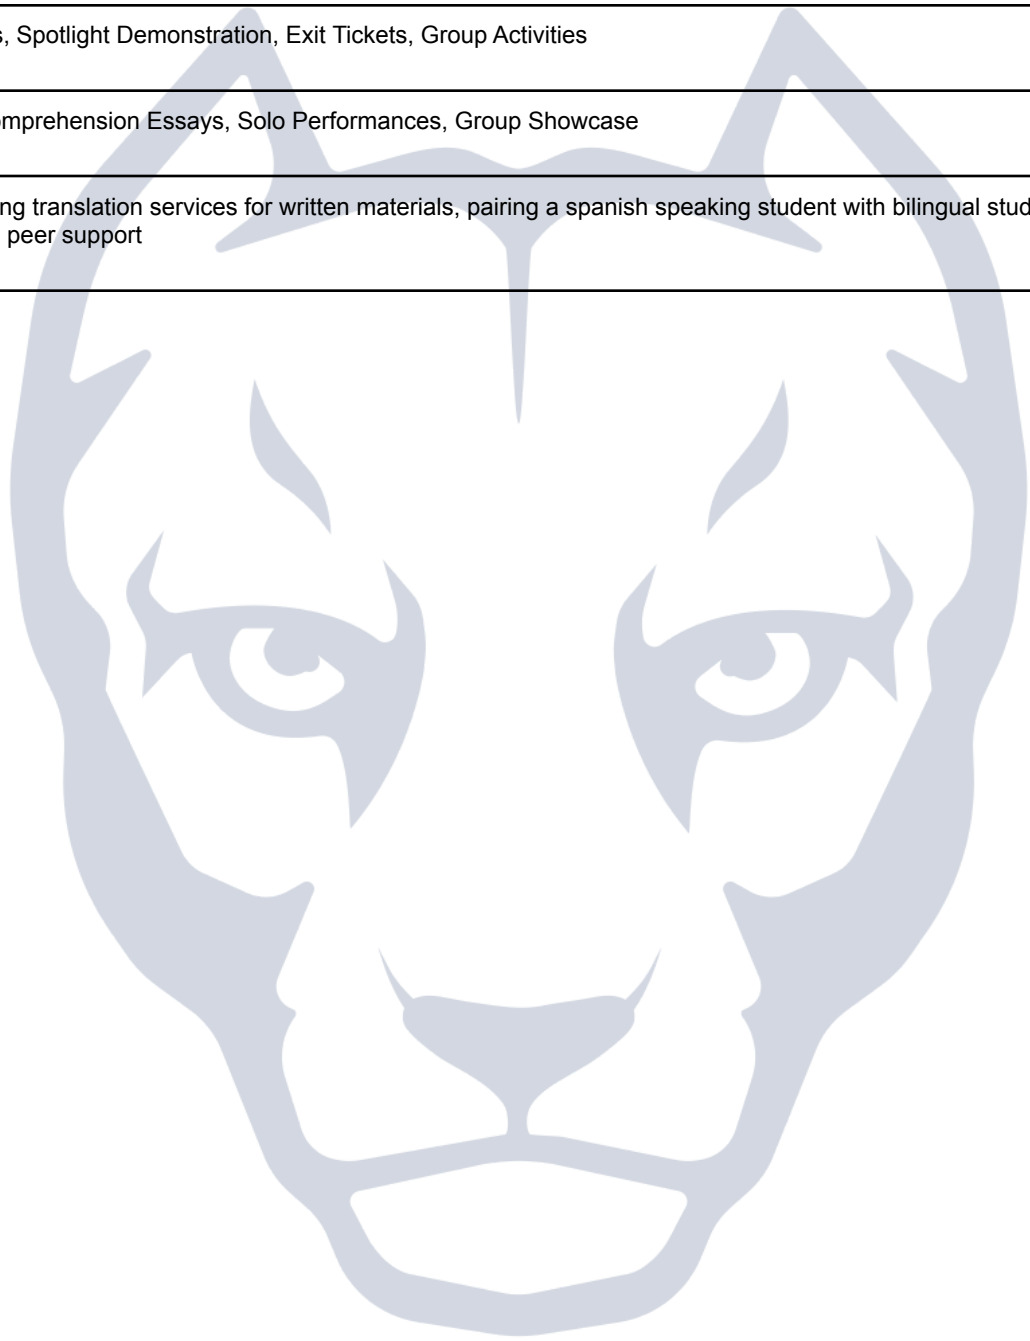 s, Spotlight Demonstration, Exit Tickets, Group Activities
omprehension Essays, Solo Performances, Group Showcase
ng translation services for written materials, pairing a spanish speaking student with bilingual stud
peer support